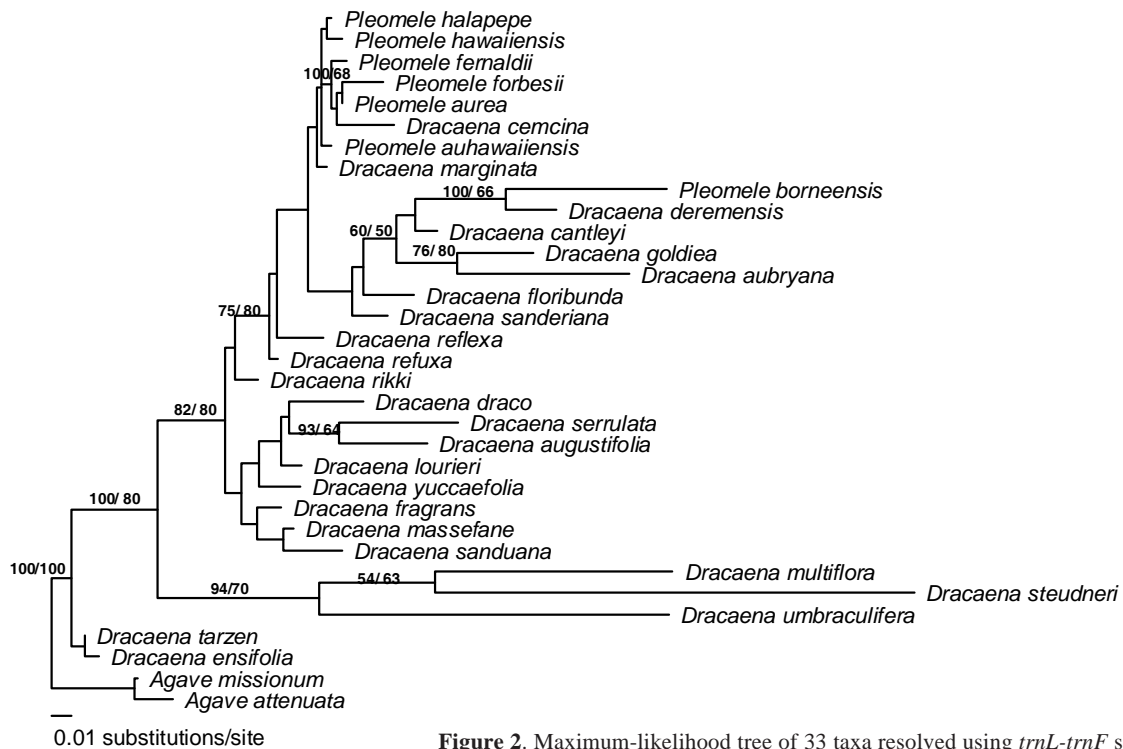 Pleomele halapepe
Pleomele hawaiiensis
Pleomele fernaldii
100/68
Pleomele forbesii
Pleomele aurea
Dracaena cemcina
Pleomele auhawaiiensis
Dracaena marginata
100/ 66
Pleomele borneensis
Dracaena deremensis
60/ 50
Dracaena cantleyi
76/ 80
Dracaena goldiea
Dracaena aubryana
Dracaena floribunda
75/ 80
Dracaena sanderiana
Dracaena reflexa
Dracaena refuxa
Dracaena rikki
82/ 80
Dracaena draco
93/ 64
Dracaena serrulata
Dracaena augustifolia
Dracaena lourieri
Dracaena yuccaefolia
100/ 80
Dracaena fragrans
Dracaena massefane
Dracaena sanduana
100/100
94/70
54/ 63
Dracaena multiflora
Dracaena steudneri
Dracaena umbraculifera
Dracaena tarzen
Dracaena ensifolia
Agave missionum
Agave attenuata
0.01 substitutions/site
Figure 2. Maximum-likelihood tree of 33 taxa resolved using trnL-trnF s